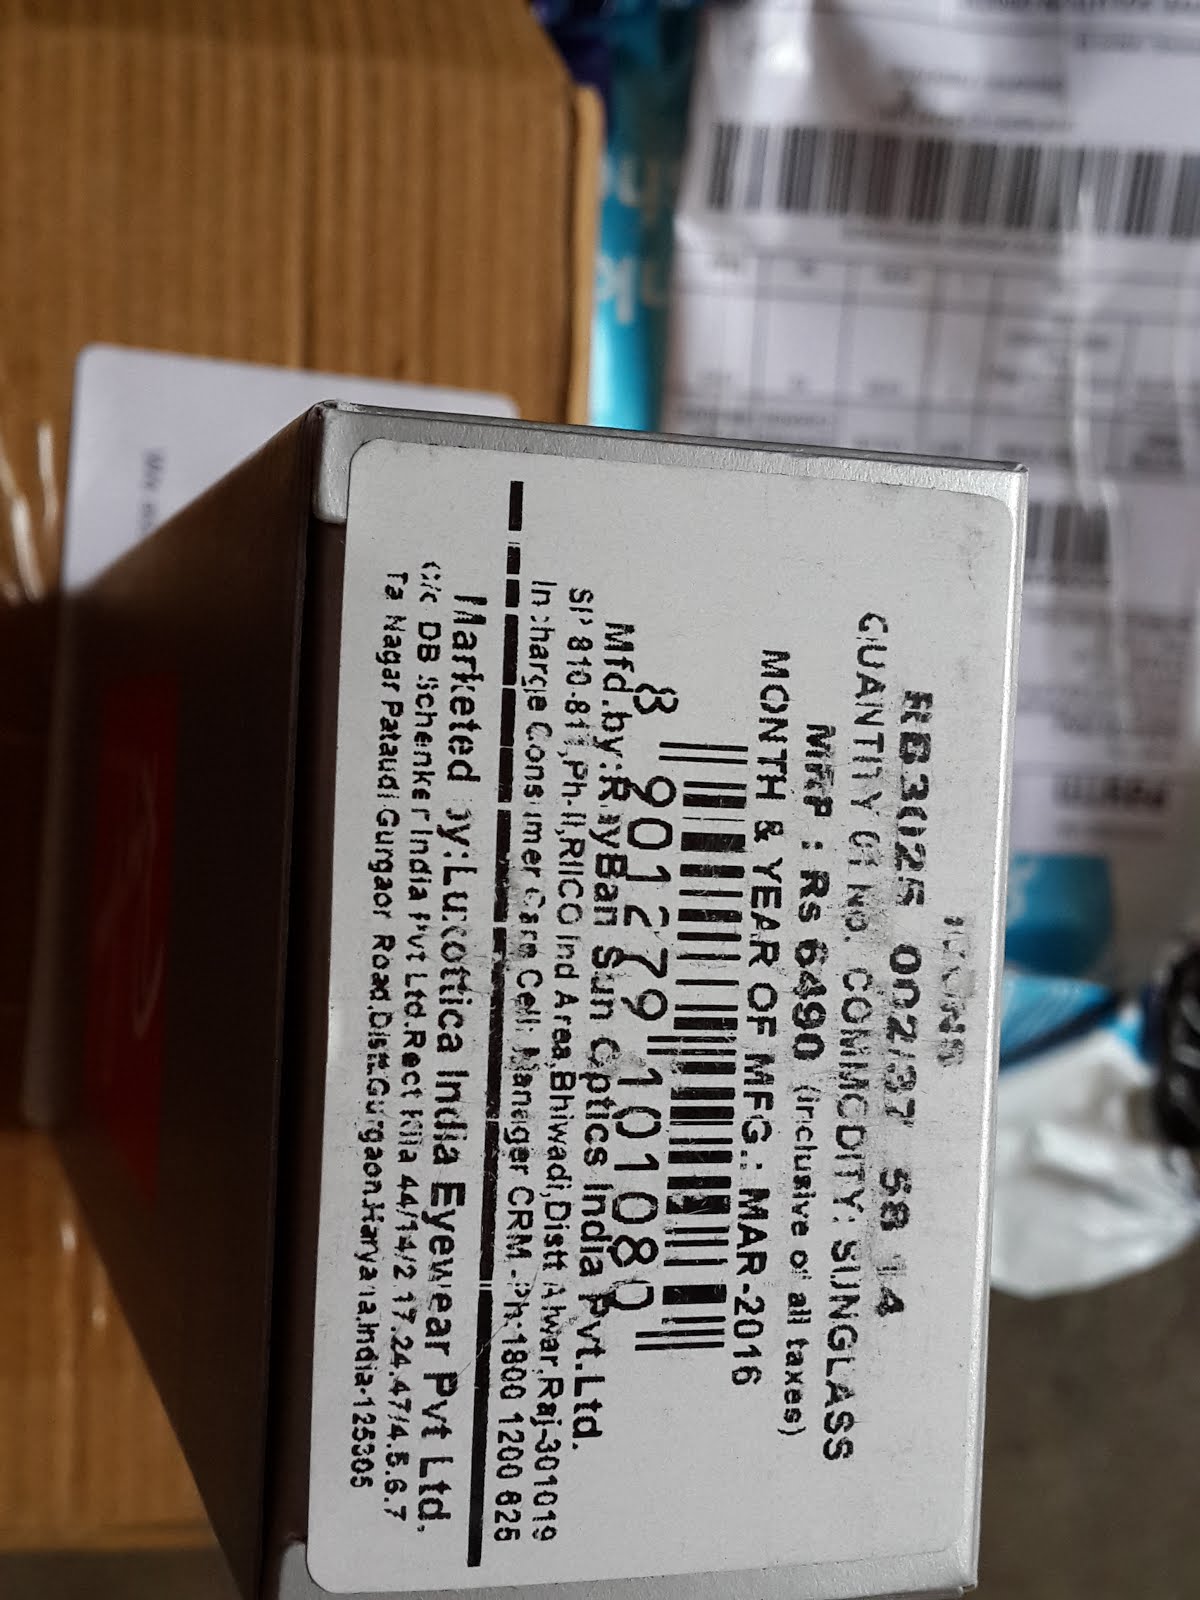 ICONS
RB3025 002/37 58 14
QUANTITY 01 NO. COMMODITY: SUNGLASS
MRP : Rs 6490 (inclusive of all taxes)
MONTH & YEAR OF MFG.: MAR-2016
8 901279 101080
Mfd.by:RayBan Sun Optics India Pvt.Ltd.
SP 810-811,Ph-II,RIICO Ind Area,Bhiwadi,Distt Alwar,Raj-301019
Incharge Consumer Care Cell: Manager CRM -Ph:1800 1200 625
Marketed by:Luxottica India Eyewear Pvt Ltd.
C/o DB Schenker India Pvt Ltd.Rect Kila 44/14/2.17.24.47/4.5.6.7
Nagar Pataudi Gurgaon Road,Distt.Gurgaon.Haryana,India-125305